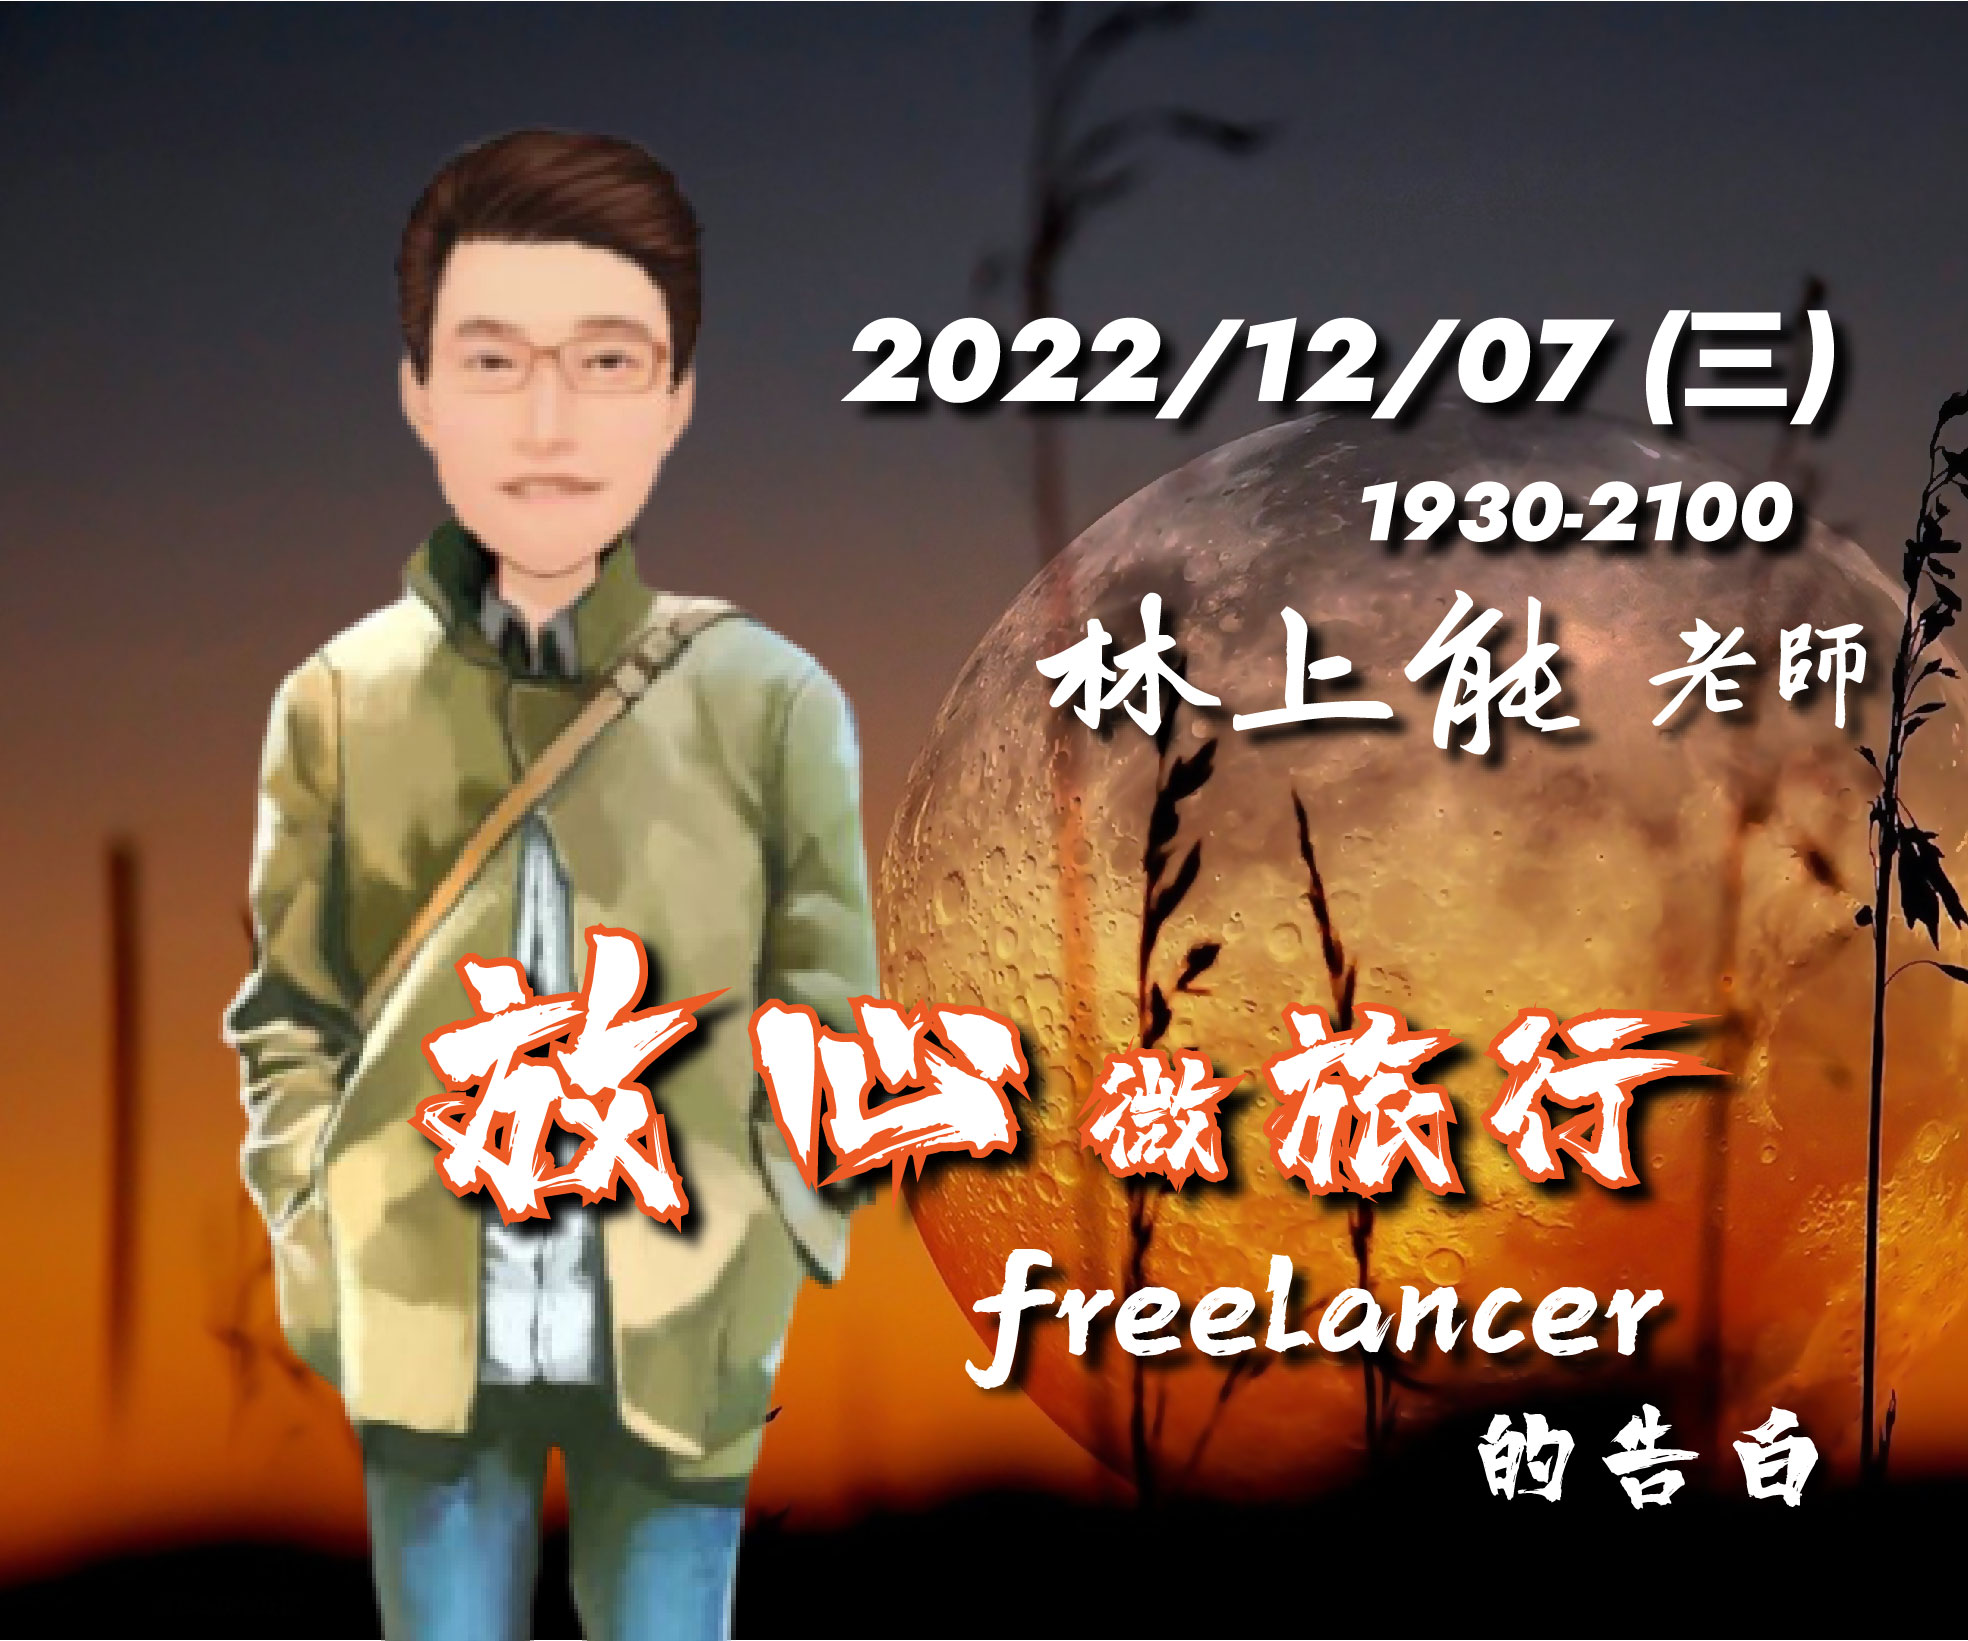 2022/12/07 (三)
1930-2100
林上能 老師
放心微旅行
freelancer
的告白